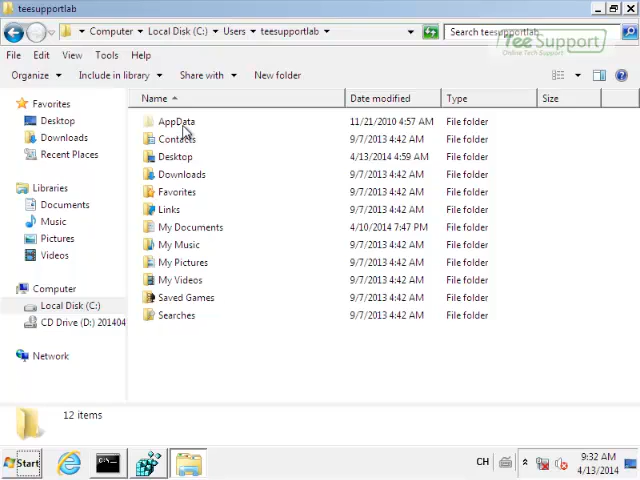 teesupportlab
Computer ▸ Local Disk (C:) ▸ Users ▸ teesupportlab ▸
Search teesupportlab
Tee Support
Online Tech Support
File Edit View Tools Help
Organize Include in library Share with New folder
Name Date modified Type Size
Favorites
Desktop
Downloads
Recent Places
Libraries
Documents
Music
Pictures
Videos
Computer
Local Disk (C:)
CD Drive (D:) 201404
Network
AppData 11/21/2010 4:57 AM File folder
Contacts 9/7/2013 4:42 AM File folder
Desktop 4/13/2014 4:59 AM File folder
Downloads 9/7/2013 4:42 AM File folder
Favorites 9/7/2013 4:42 AM File folder
Links 9/7/2013 4:42 AM File folder
My Documents 4/10/2014 7:47 PM File folder
My Music 9/7/2013 4:42 AM File folder
My Pictures 9/7/2013 4:42 AM File folder
My Videos 9/7/2013 4:42 AM File folder
Saved Games 9/7/2013 4:42 AM File folder
Searches 9/7/2013 4:42 AM File folder
12 items
Start
CH
9:32 AM
4/13/2014